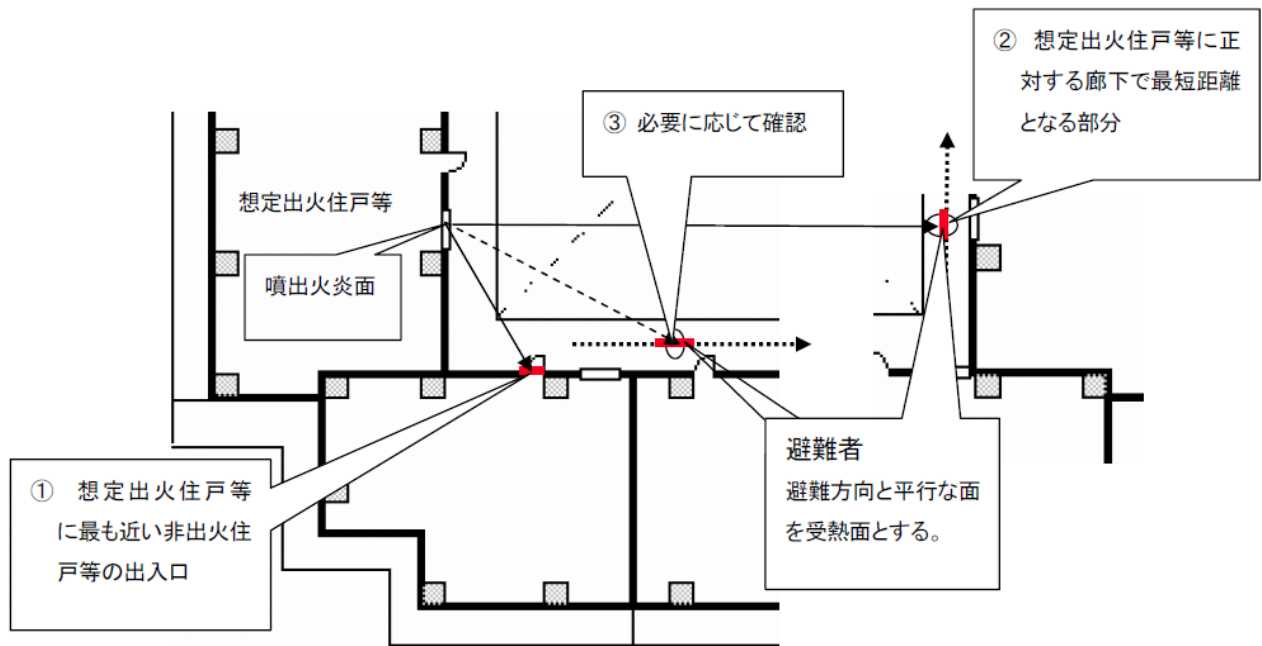 ② 想定出火住戸等に正
対する廊下で最短距離
となる部分
③ 必要に応じて確認
想定出火住戸等
噴出火炎面
避難者
避難方向と平行な面
を受熱面とする。
① 想定出火住戸等
に最も近い非出火住
戸等の出入口